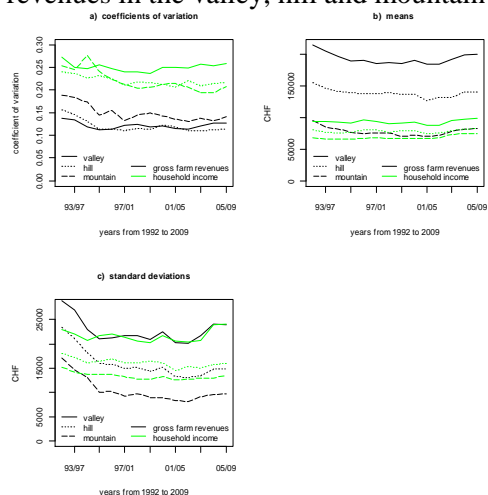 revenues in the valley, hill and mountain
a) coefficients of variation
coefficient of variation
0.30
0.25
0.20
0.15
0.10
0.05
0.00
valley
hill
mountain
gross farm revenues
household income
93/97
97/01
01/05
05/09
years from 1992 to 2009
b) means
CHF
150000
50000
0
valley
hill
mountain
gross farm revenues
household income
93/97
97/01
01/05
05/09
years from 1992 to 2009
c) standard deviations
CHF
25000
15000
5000
0
valley
hill
mountain
gross farm revenues
household income
93/97
97/01
01/05
05/09
years from 1992 to 2009